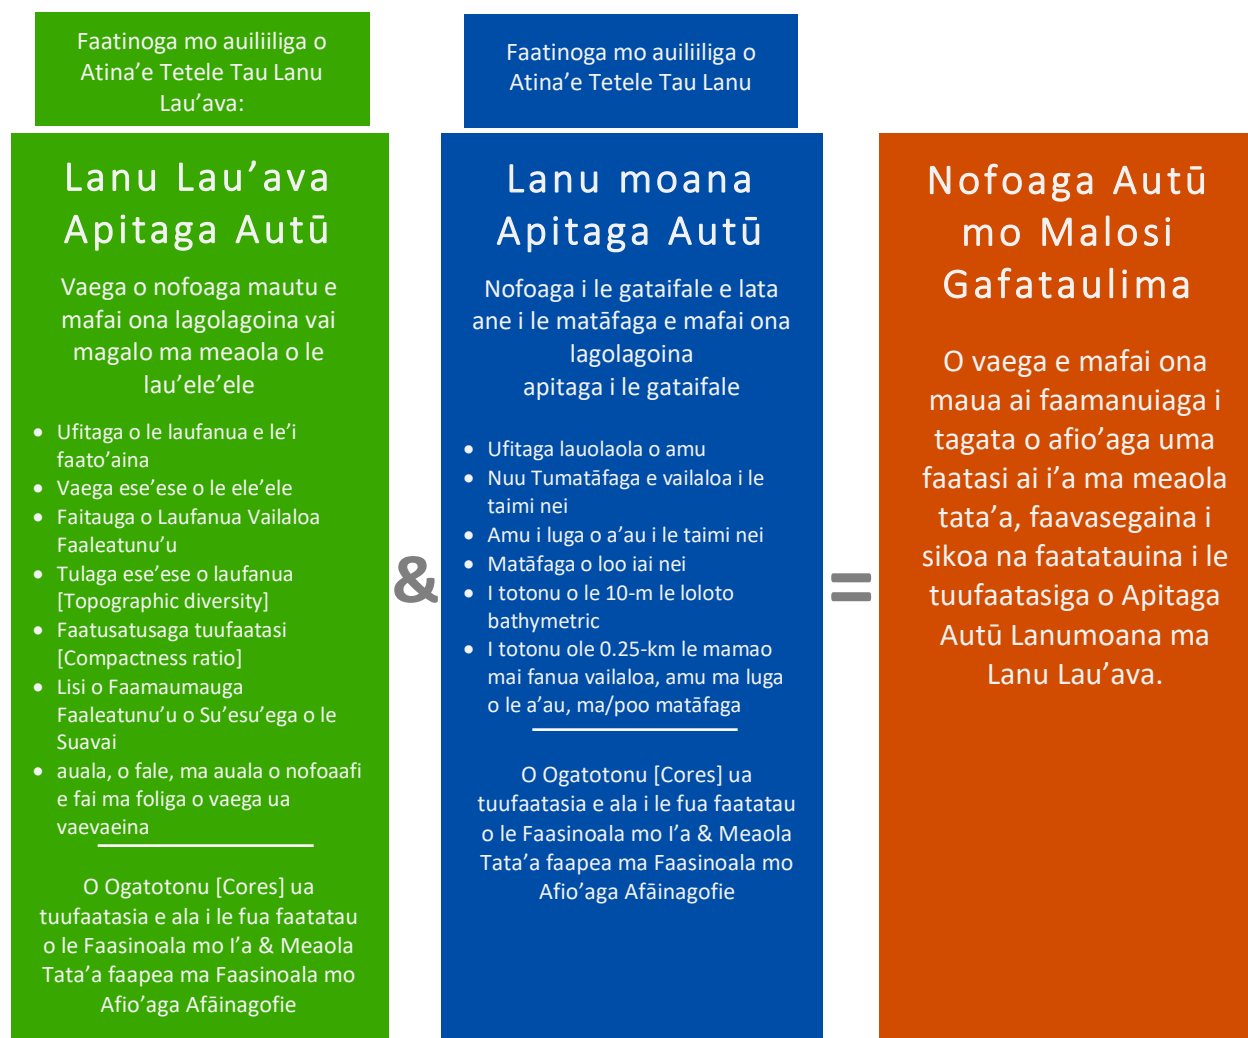 Faatinoga mo auiliiliga o
Atina’e Tetele Tau Lanu
Lau’ava:
Lanu Lau’ava
Apitaga Autū
Vaega o nofoaga mautu e
mafai ona lagolagoina vai
magalo ma meaola o le
lau’ele’ele
• Ufitaga o le laufanua e le’i
faato’aina
• Vaega ese’ese o le ele’ele
• Faitauga o Laufanua Vailaloa
Faaleatunu’u
• Tulaga ese’ese o laufanua
[Topographic diversity]
• Faatusatusaga tuufaatasi
[Compactness ratio]
• Lisi o Faamaumauga
Faaleatunu’u o Su’esu’ega o le
Suavai
• auala, o fale, ma auala o nofoaafi
e fai ma foliga o vaega ua
vaevaeina
O Ogatotonu [Cores] ua
tuufaatasia e ala i le fua faatatau
o le Faasinoala mo I’a & Meaola
Tata’a faapea ma Faasinoala mo
Afio’aga Afāinagofie
&
Faatinoga mo auiliiliga o
Atina’e Tetele Tau Lanu
Lanu moana
Apitaga Autū
Nofoaga i le gataifale e lata
ane i le matāfaga e mafai ona
lagolagoina
apitaga i le gataifale
• Ufitaga lauolaola o amu
• Nuu Tumatāfaga e vailaloa i le
taimi nei
• Amu i luga o a’au i le taimi nei
• Matāfaga o loo iai nei
• I totonu o le 10-m le loloto
bathymetric
• I totonu ole 0.25-km le mamao
mai fanua vailaloa, amu ma luga
o le a’au, ma/poo matāfaga
O Ogatotonu [Cores] ua
tuufaatasia e ala i le fua faatatau
o le Faasinoala mo I’a & Meaola
Tata’a faapea ma Faasinoala mo
Afio’aga Afāinagofie
=
Nofoaga Autū
mo Malosi
Gafataulima
O vaega e mafai ona
maua ai faamanuiaga i
tagata o afio’aga uma
faatasi ai i’a ma meaola
tata’a, faavasegaina i
sikoa na faatatauina i le
tuufaatasiga o Apitaga
Autū Lanumoana ma
Lanu Lau’ava.